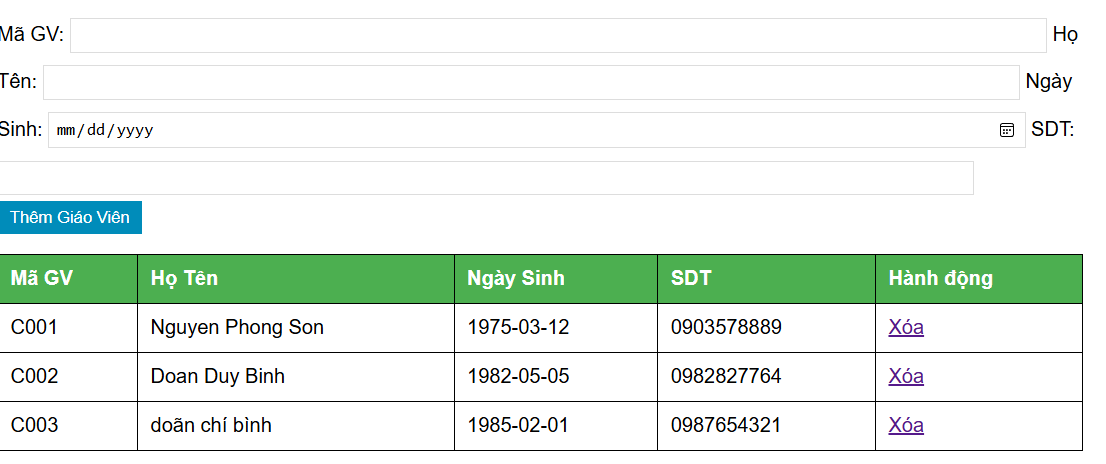 Mã GV: Họ
Tên: Ngày
Sinh: mm/dd/yyyy SDT:
Thêm Giáo Viên
Mã GV Họ Tên Ngày Sinh SDT Hành động
C001 Nguyen Phong Son 1975-03-12 0903578889 Xóa
C002 Doan Duy Binh 1982-05-05 0982827764 Xóa
C003 doãn chí bình 1985-02-01 0987654321 Xóa